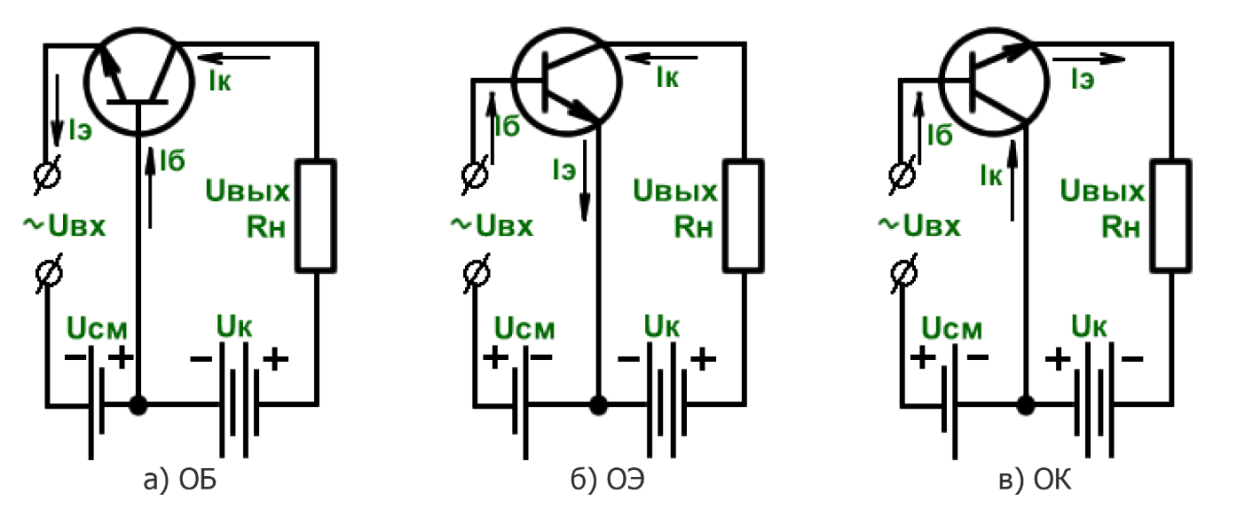 Iк
Iэ
Iб
Uвых
Rн
~Uвх
Uсм
Uк
− + − +
а) ОБ
Iк
Iб
Iэ
Uвых
Rн
~Uвх
Uсм
Uк
+ − − +
б) ОЭ
Iэ
Iб
Iк
Uвых
Rн
~Uвх
Uсм
Uк
+ − + −
в) ОК